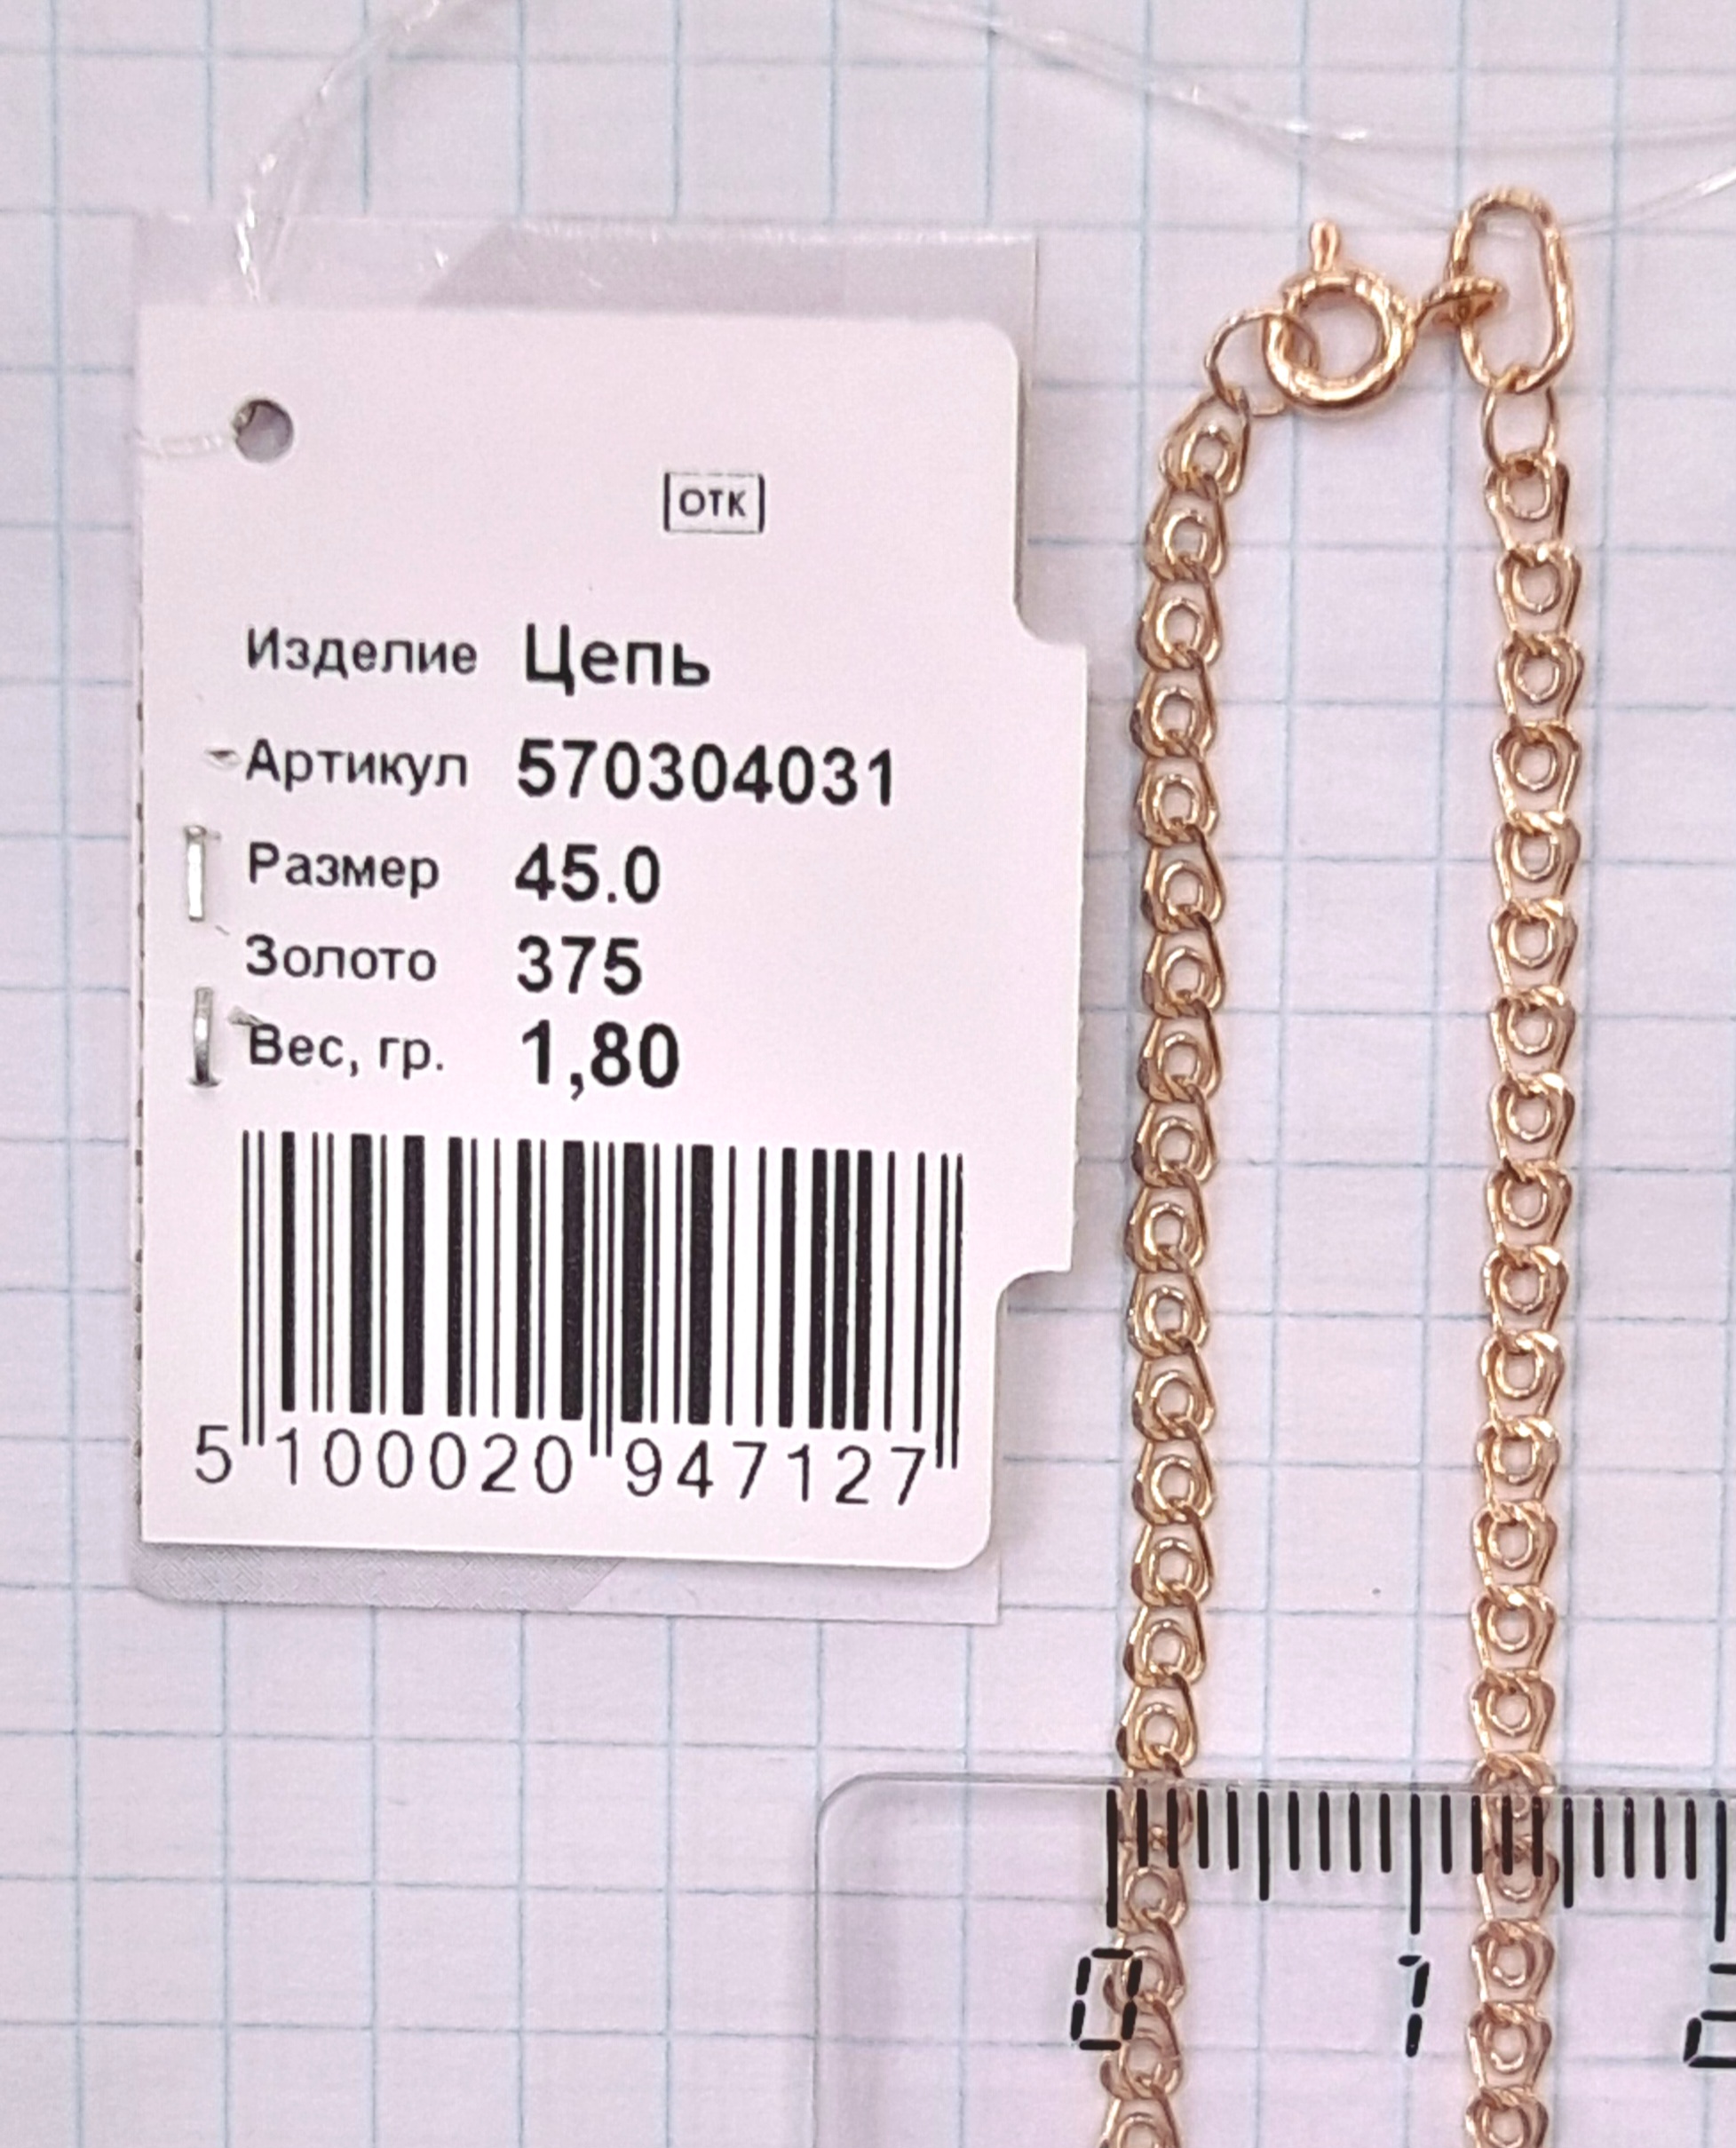 ОТК
Изделие Цепь
Артикул 570304031
Размер 45.0
Золото 375
Вес, гр. 1,80
5 100020 947127
0 1 2